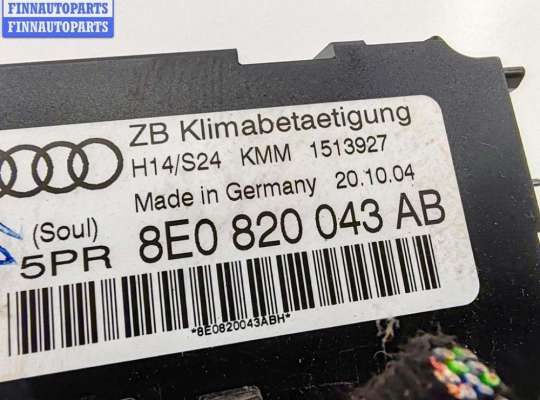 FINNAUTOPARTS
FINNAUTOPARTS
ZB Klimabetaetigung
H14/S24 KMM 1513927
Made in Germany 20.10.04
(Soul)
5PR 8E0 820 043 AB
*8E0820043ABH*